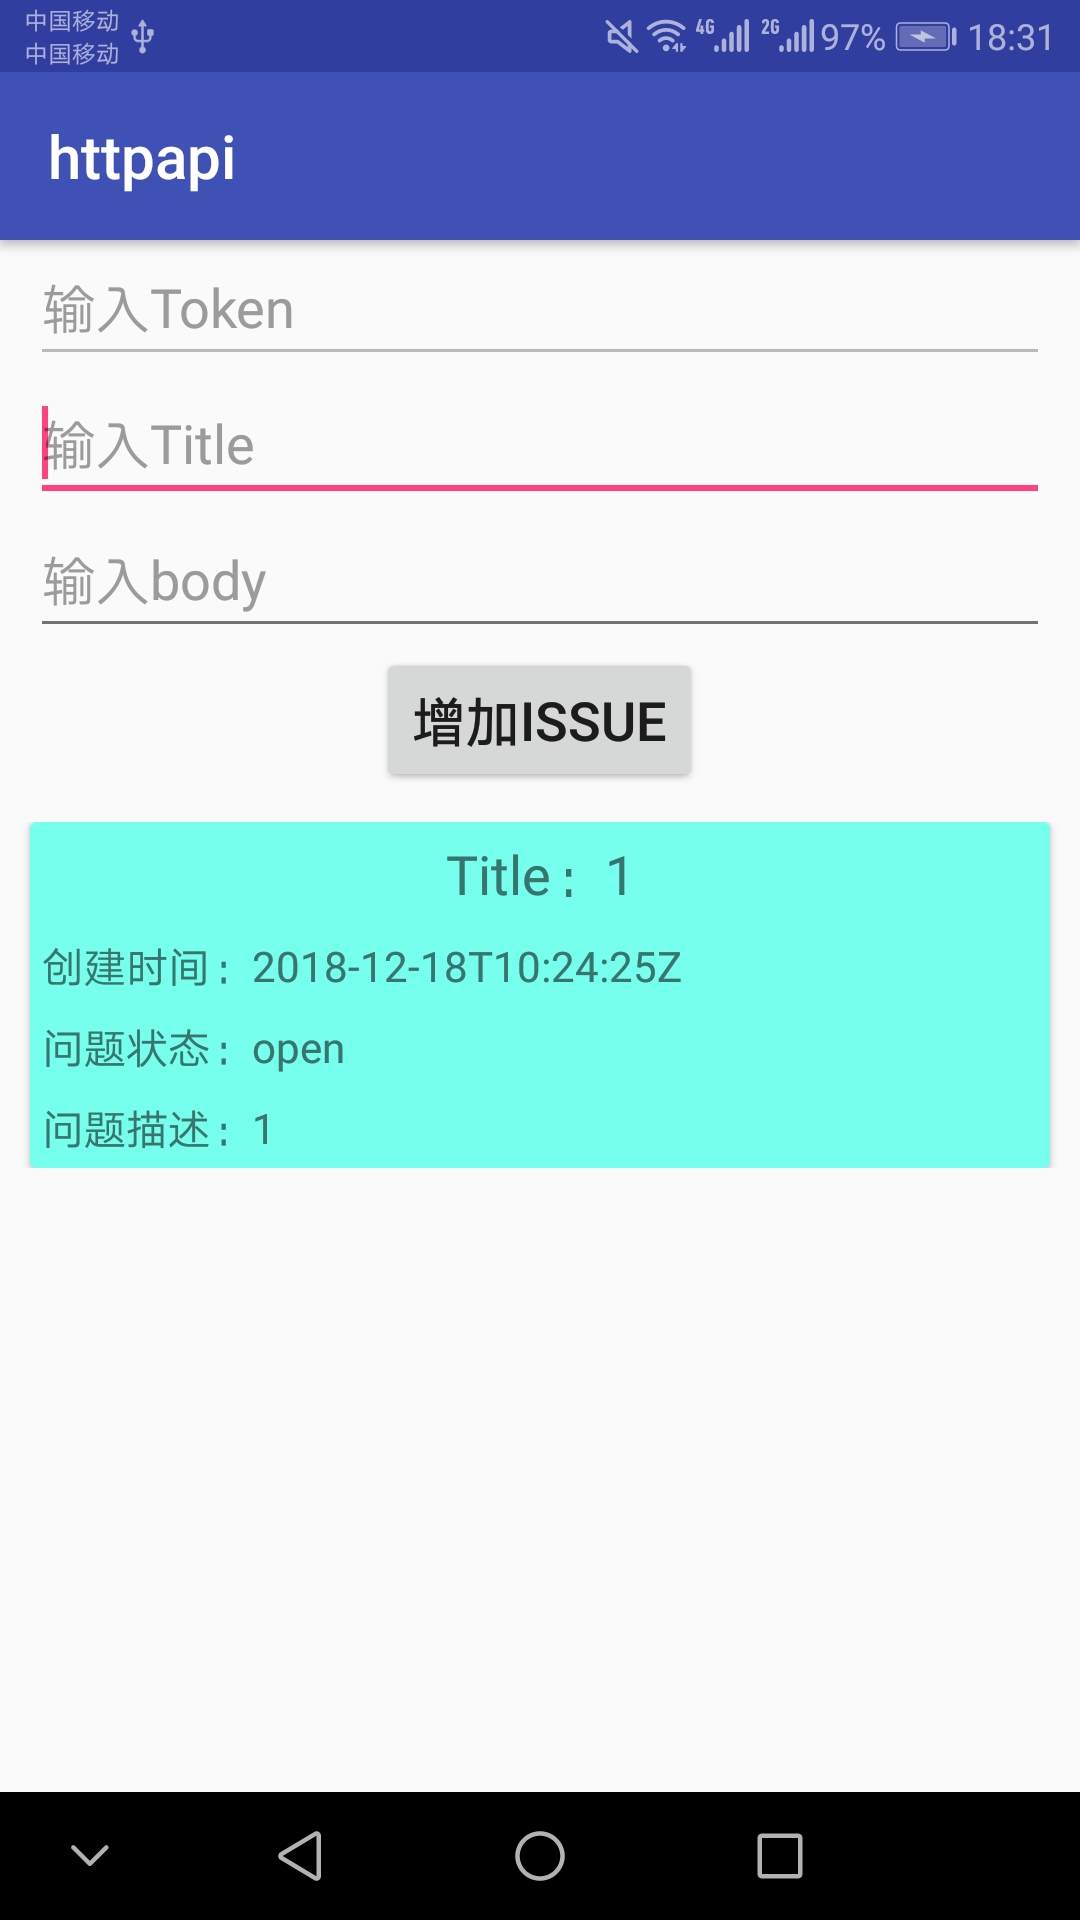 中国移动
中国移动
4G 2G 97% 18:31
httpapi
输入Token
输入Title
输入body
增加ISSUE
Title：1
创建时间：2018-12-18T10:24:25Z
问题状态：open
问题描述：1